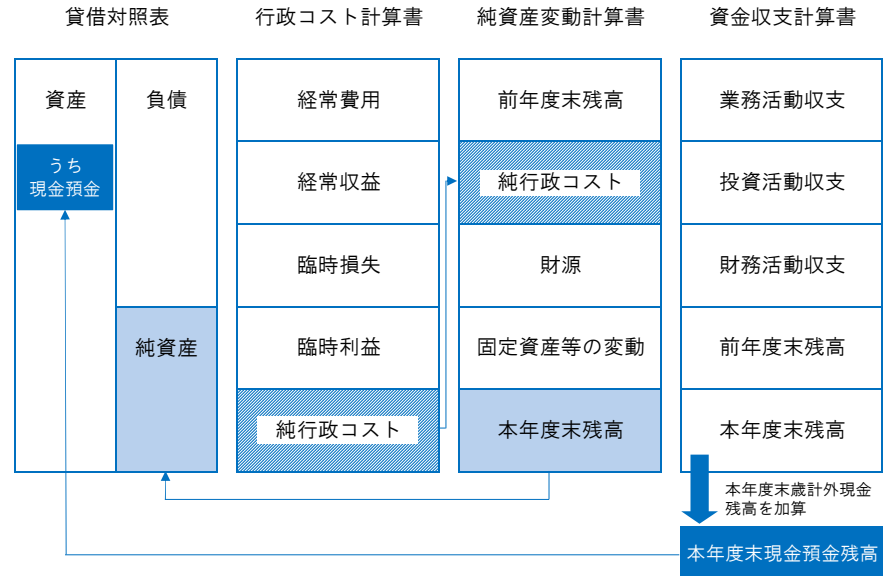 貸借対照表
資産
負債
うち
現金預金
純資産
行政コスト計算書
経常費用
経常収益
臨時損失
臨時利益
純行政コスト
純資産変動計算書
前年度末残高
純行政コスト
財源
固定資産等の変動
本年度末残高
資金収支計算書
業務活動収支
投資活動収支
財務活動収支
前年度末残高
本年度末残高
本年度末歳計外現金
残高を加算
本年度末現金預金残高